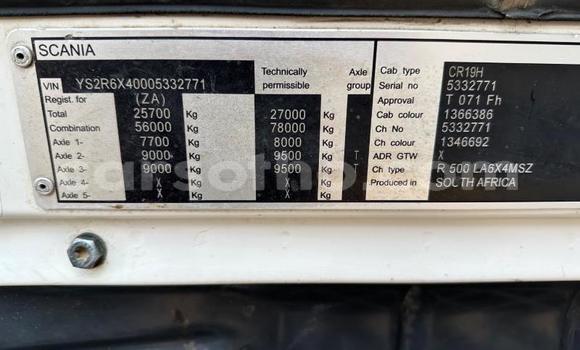 SCANIA
VIN YS2R6X40005332771
Technically permissible
Axle group
Regist. for (ZA)
Total 25700 Kg 27000 Kg
Combination 56000 Kg 78000 Kg
Axle 1- 7700 Kg 8000 Kg
Axle 2- 9000 Kg 9500 Kg T
Axle 3- 9000 Kg 9500 Kg
Axle 4- X Kg X Kg
Axle 5- X Kg X Kg
Cab type CR19H
Serial no 5332771
Approval T 071 Fh
Cab colour 1366386
Ch No 5332771
Ch colour 1346692
ADR GTW X
Ch type R 500 LA6X4MSZ
Produced in SOUTH AFRICA